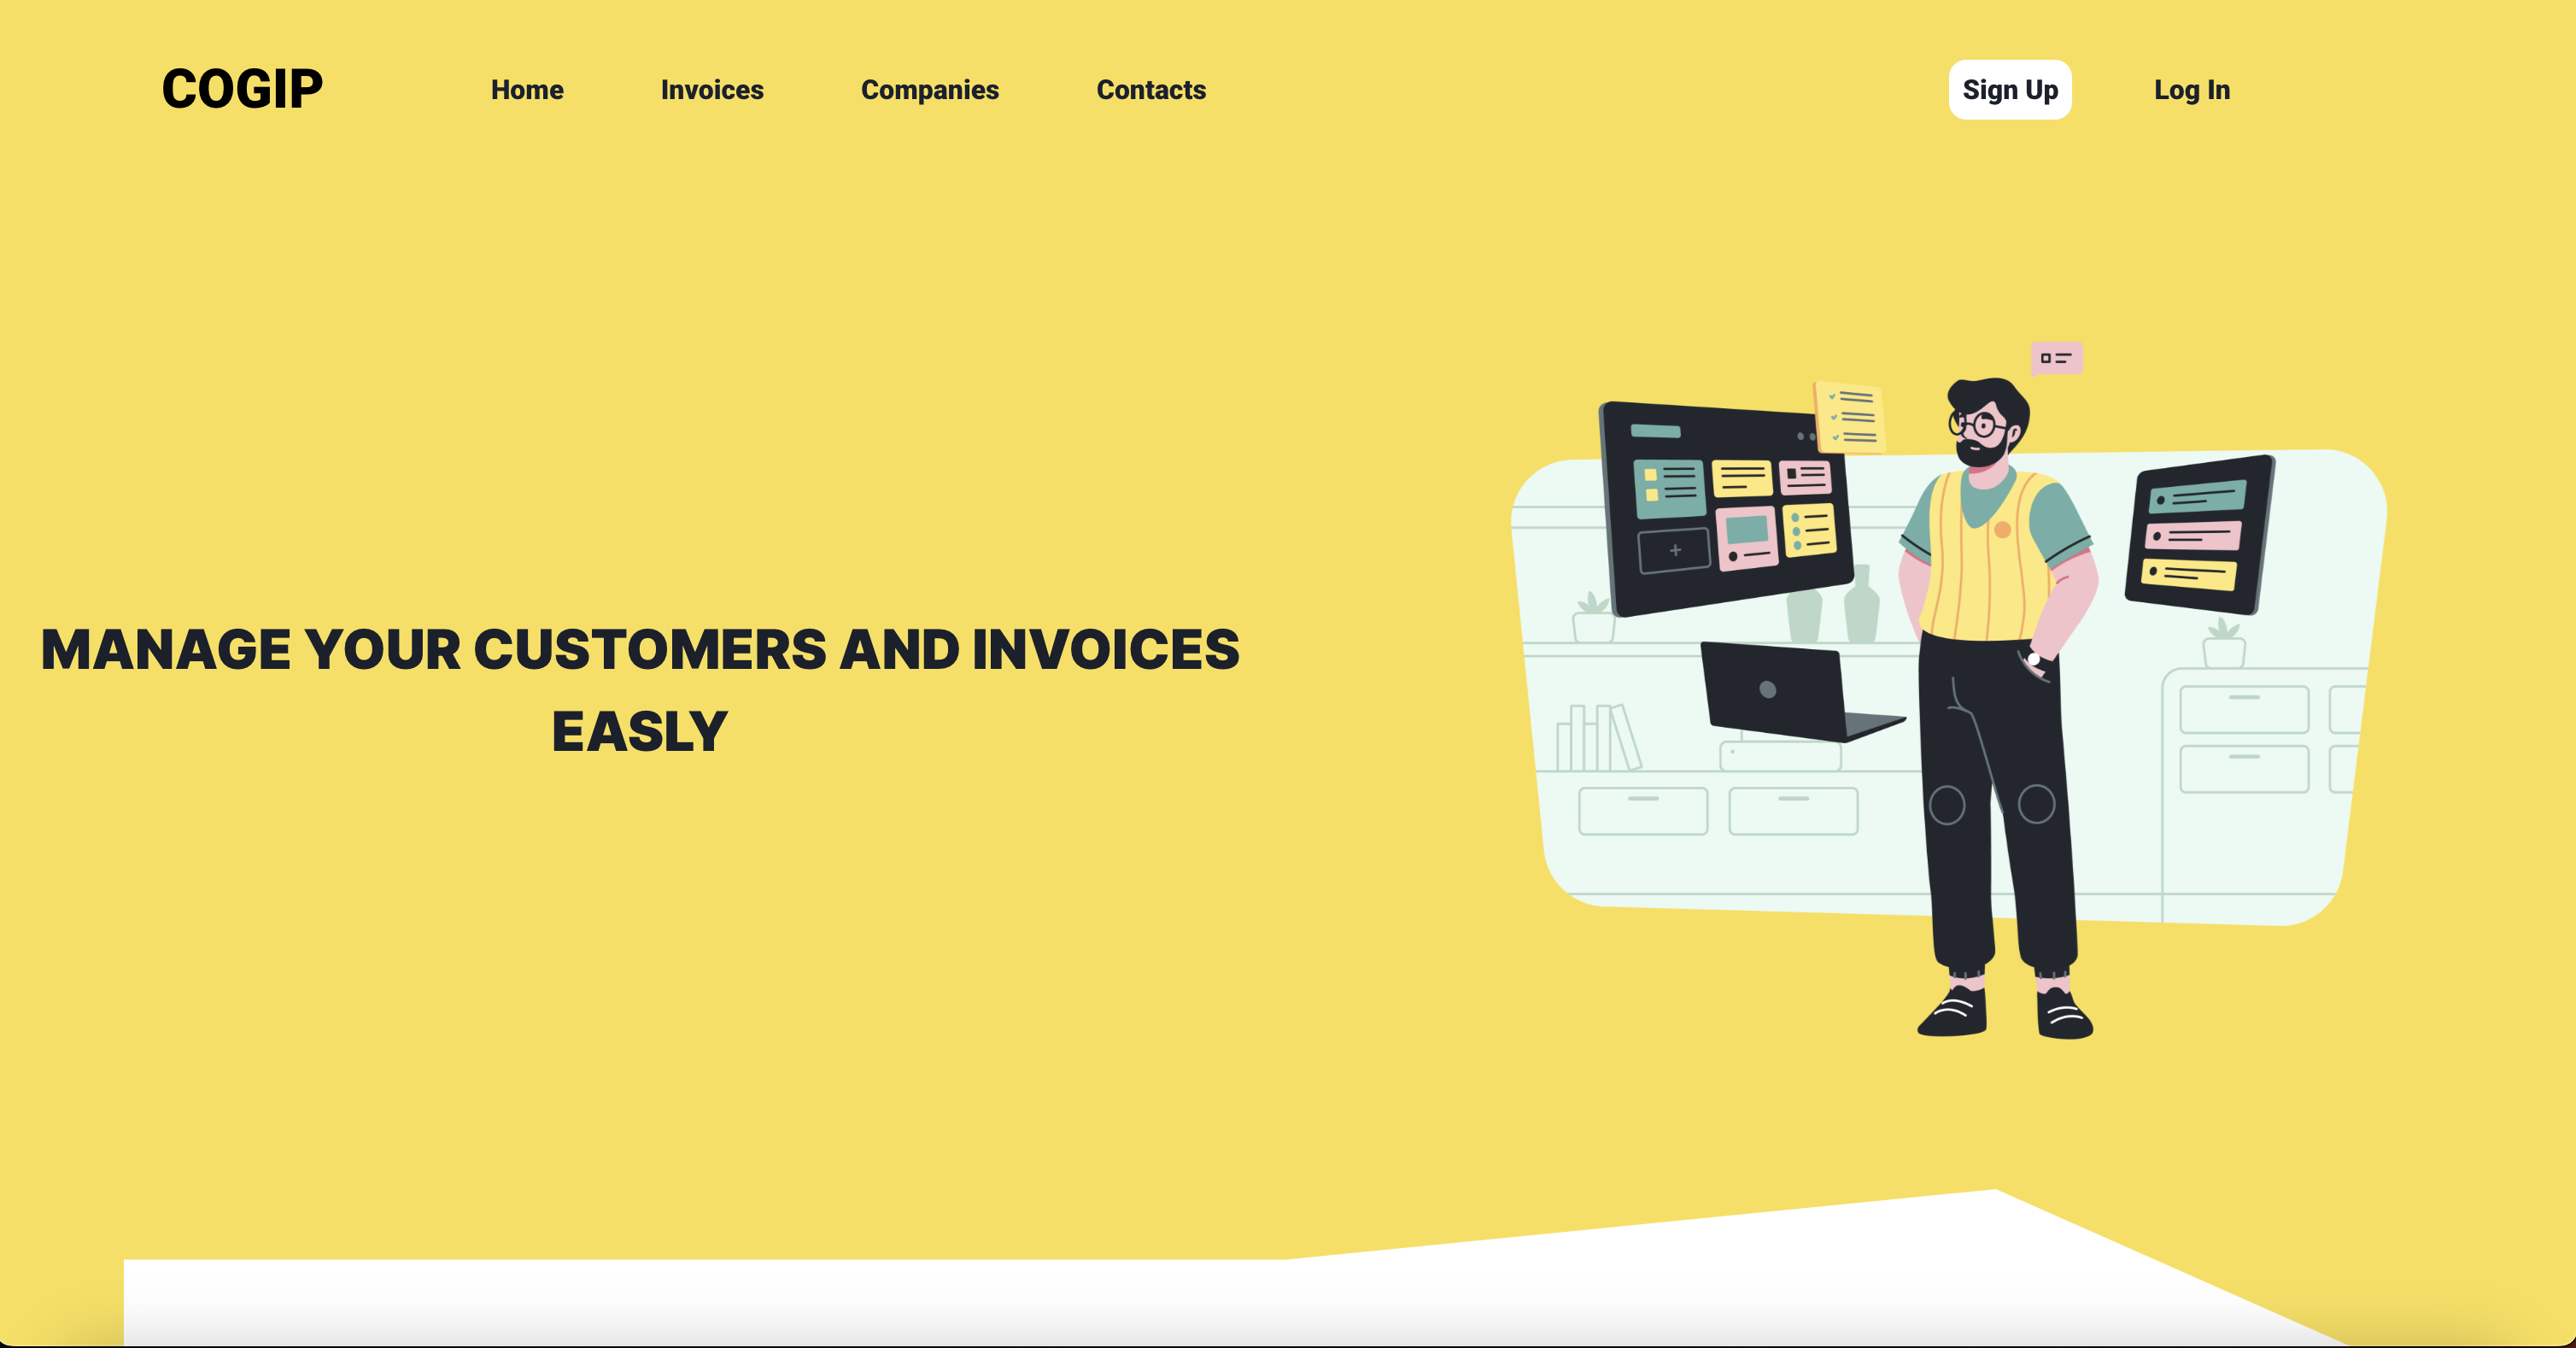 COGIP
Home Invoices Companies Contacts Sign Up Log In
MANAGE YOUR CUSTOMERS AND INVOICES
EASLY